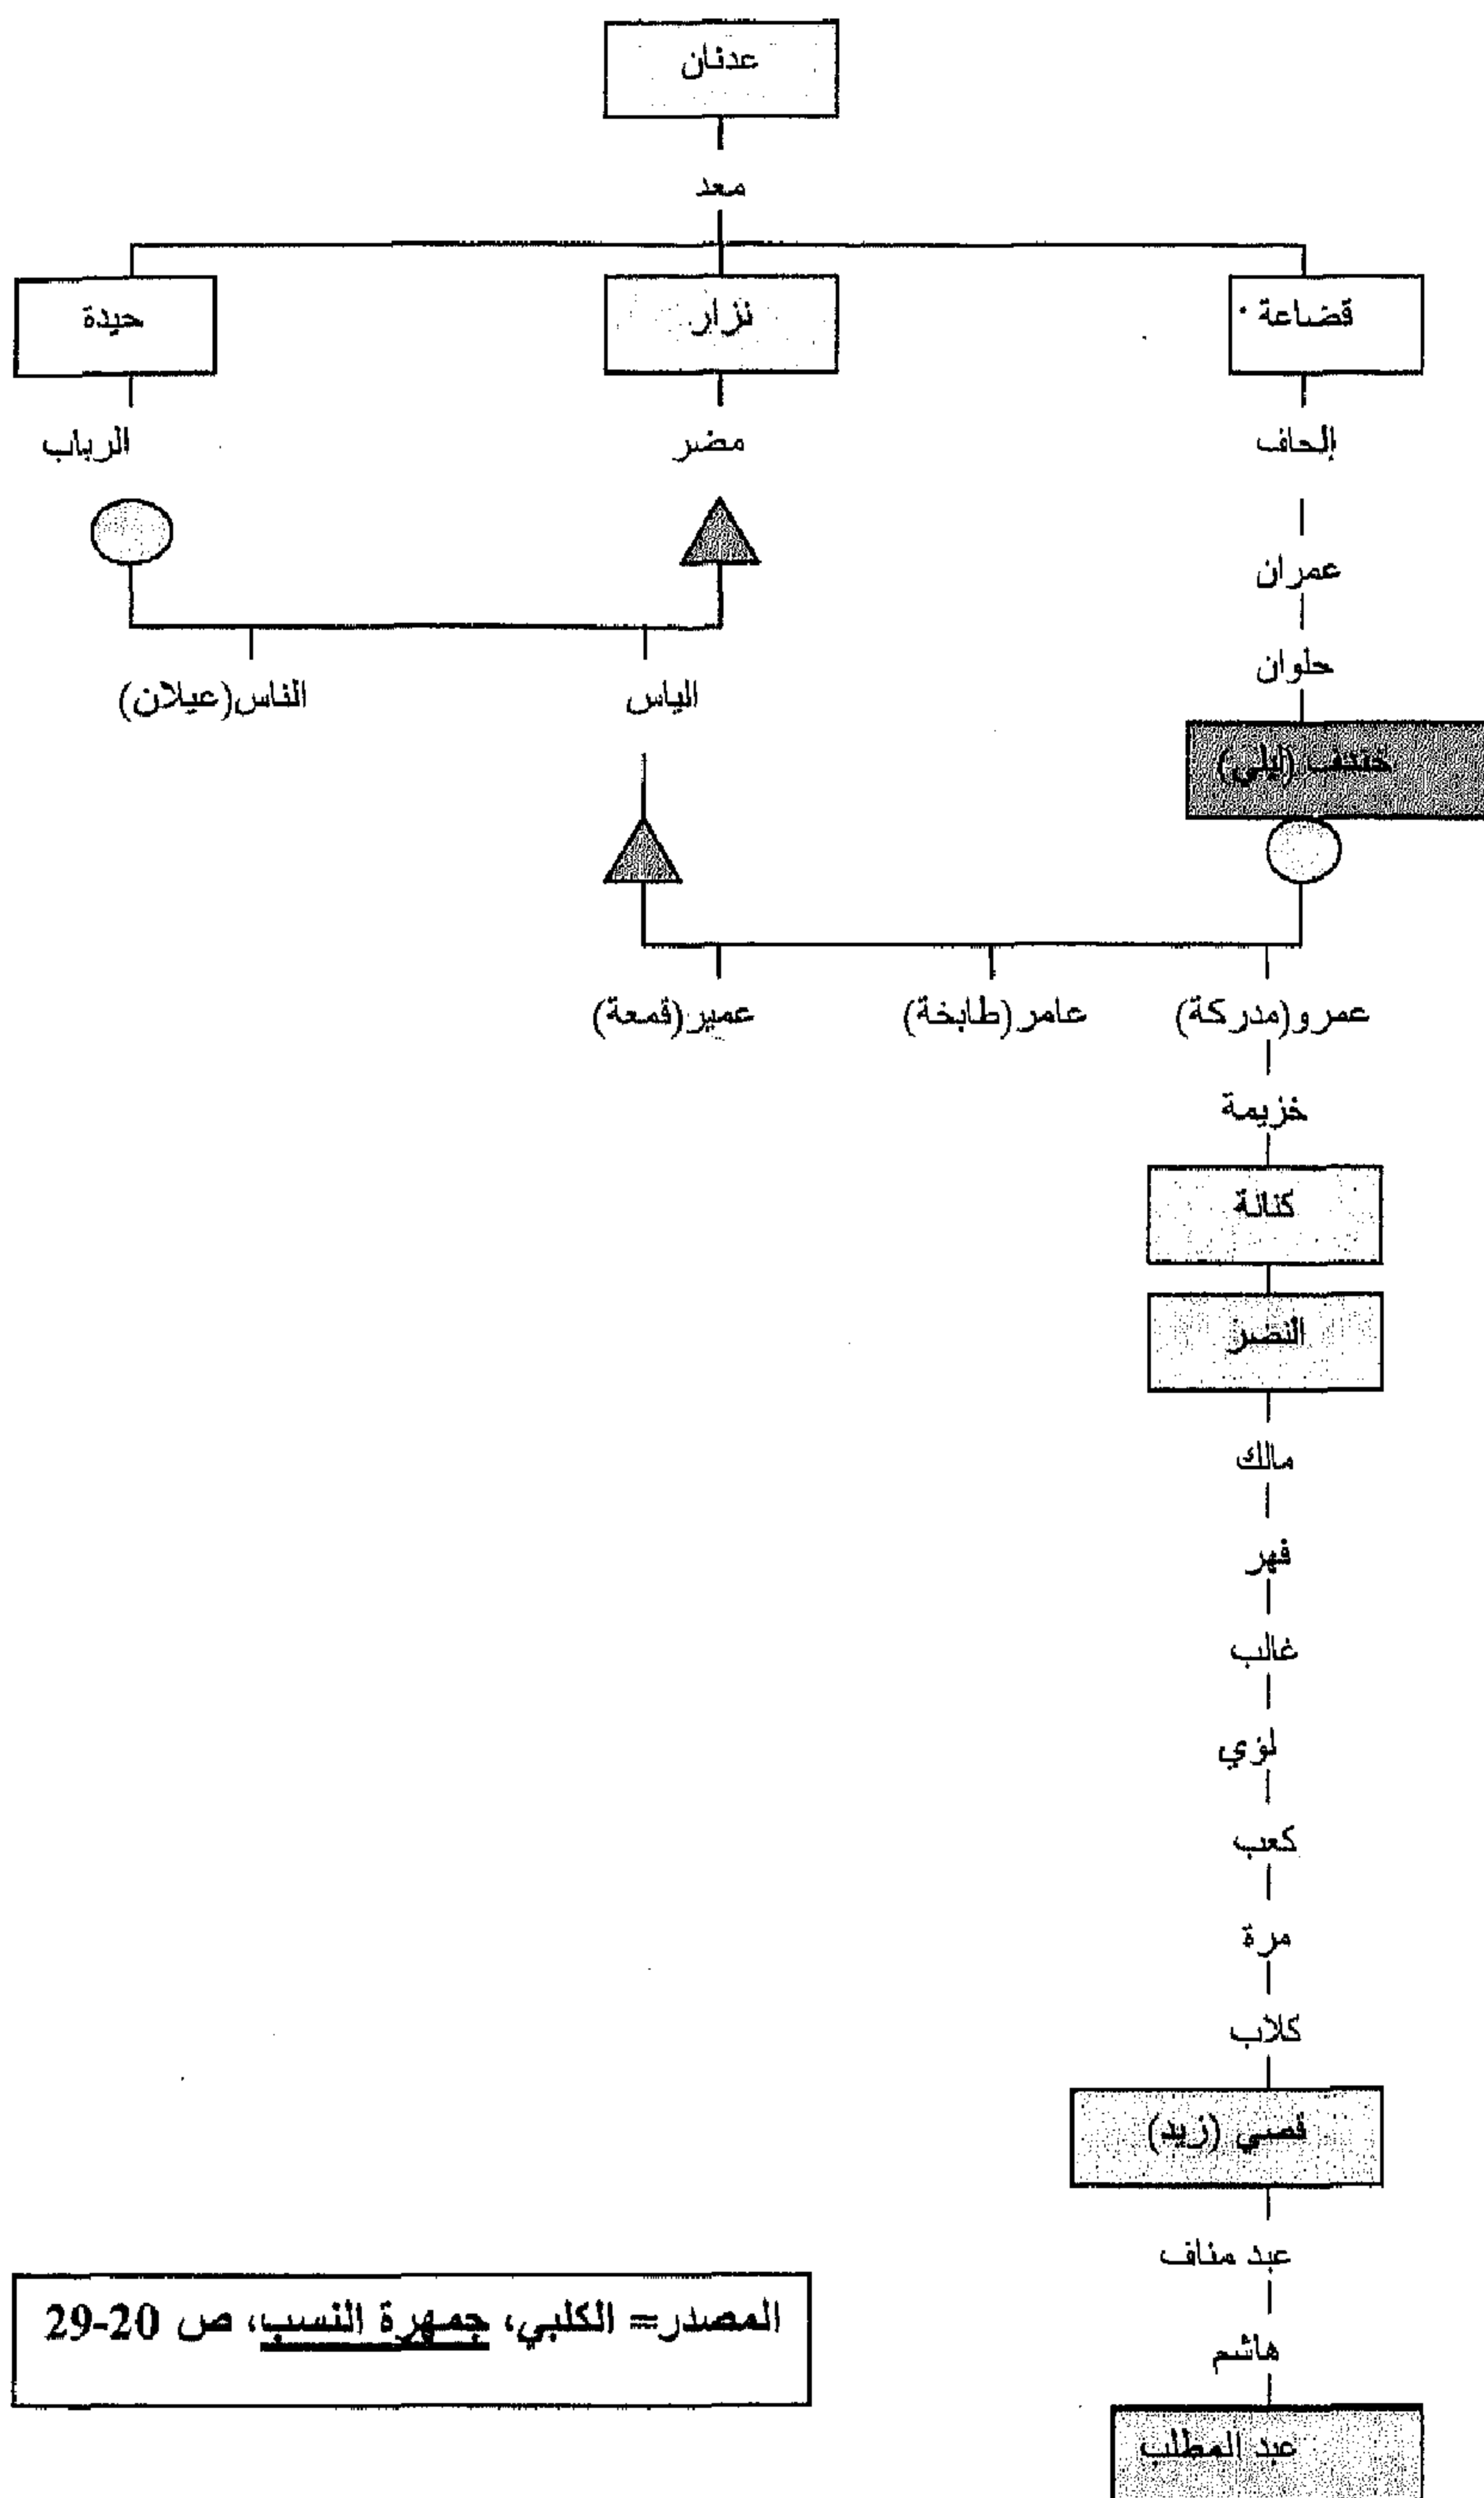 عدنان
معد
قضاعة نزار حيدة
إلحاف مضر الرباب
عمران
حلوان
الياس الناس(عيلان)
خندف (ليلى)
عمرو(مدركة) عامر(طابخة) عمير(قمعة)
خزيمة
كنانة
النضر
مالك
فهر
غالب
لؤي
كعب
مرة
كلاب
قصي (زيد)
عبد مناف
المصدر= الكلبي، جمهرة النسب، ص 20-29
هاشم
عبد المطلب